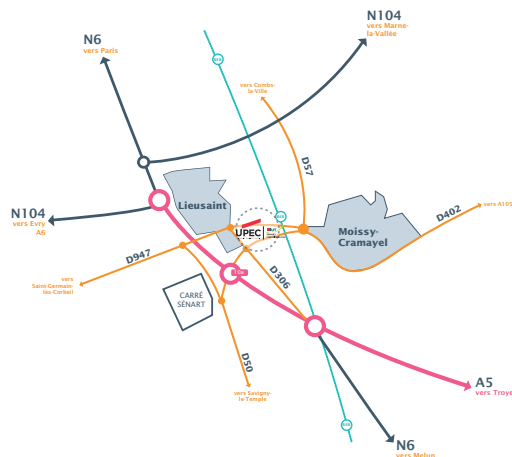 N104
vers Marne-
la-Vallée
N6
vers Paris
vers Combs-
la-Ville
D57
Lieusaint
N104
vers Evry
A6
UPEC
Moissy-
Cramayel
D402
vers A105
D947
vers
Saint-Germain-
lès-Corbeil
CARRÉ
SÉNART
D306
D50
vers Savigny-
le-Temple
A5
vers Troye
N6
vers Melun